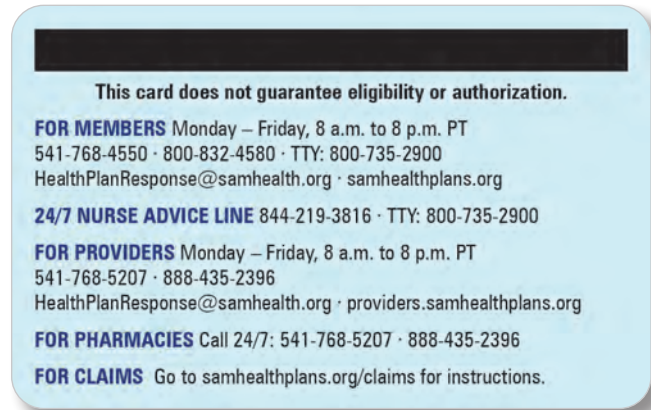 This card does not guarantee eligibility or authorization.
FOR MEMBERS Monday – Friday, 8 a.m. to 8 p.m. PT
541-768-4550 · 800-832-4580 · TTY: 800-735-2900
HealthPlanResponse@samhealth.org · samhealthplans.org
24/7 NURSE ADVICE LINE 844-219-3816 · TTY: 800-735-2900
FOR PROVIDERS Monday – Friday, 8 a.m. to 8 p.m. PT
541-768-5207 · 888-435-2396
HealthPlanResponse@samhealth.org · providers.samhealthplans.org
FOR PHARMACIES Call 24/7: 541-768-5207 · 888-435-2396
FOR CLAIMS Go to samhealthplans.org/claims for instructions.